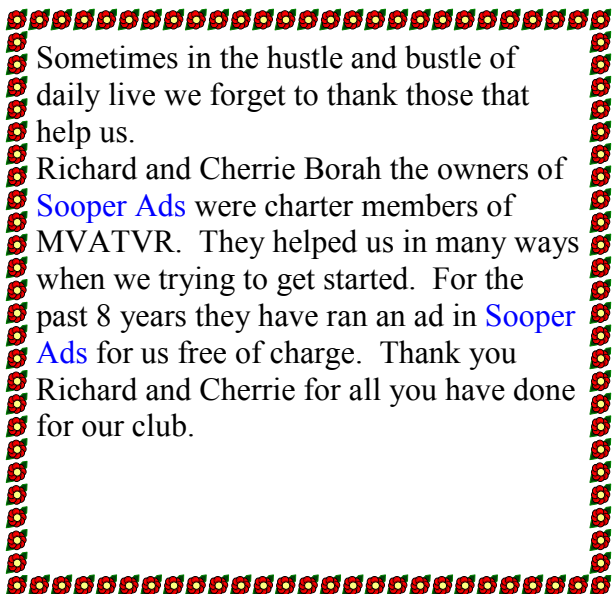 Sometimes in the hustle and bustle of
daily live we forget to thank those that
help us.
Richard and Cherrie Borah the owners of
Sooper Ads were charter members of
MVATVR.  They helped us in many ways
when we trying to get started.  For the
past 8 years they have ran an ad in Sooper
Ads for us free of charge.  Thank you
Richard and Cherrie for all you have done
for our club.